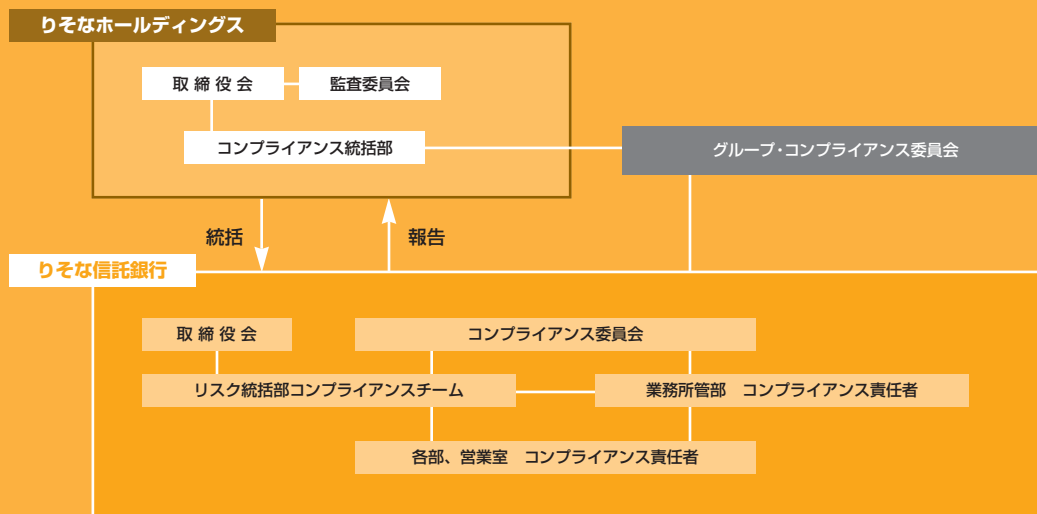 りそなホールディングス
取 締 役 会
監査委員会
コンプライアンス統括部
グループ・コンプライアンス委員会
統括
報告
りそな信託銀行
取 締 役 会
コンプライアンス委員会
リスク統括部コンプライアンスチーム
業務所管部　コンプライアンス責任者
各部、営業室　コンプライアンス責任者